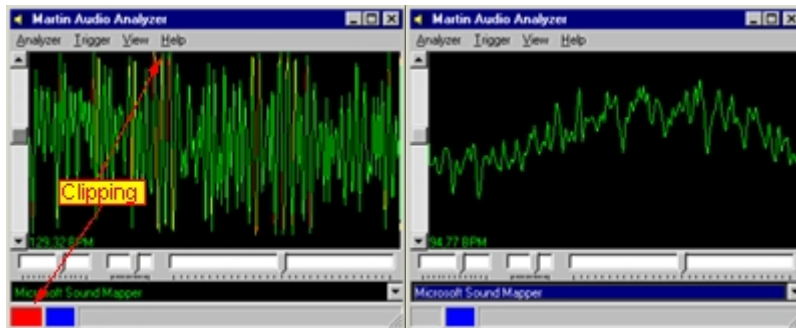 Martin Audio Analyzer
Analyzer Trigger View Help
Clipping
129.32 BPM
Microsoft Sound Mapper
Martin Audio Analyzer
Analyzer Trigger View Help
94.77 BPM
Microsoft Sound Mapper